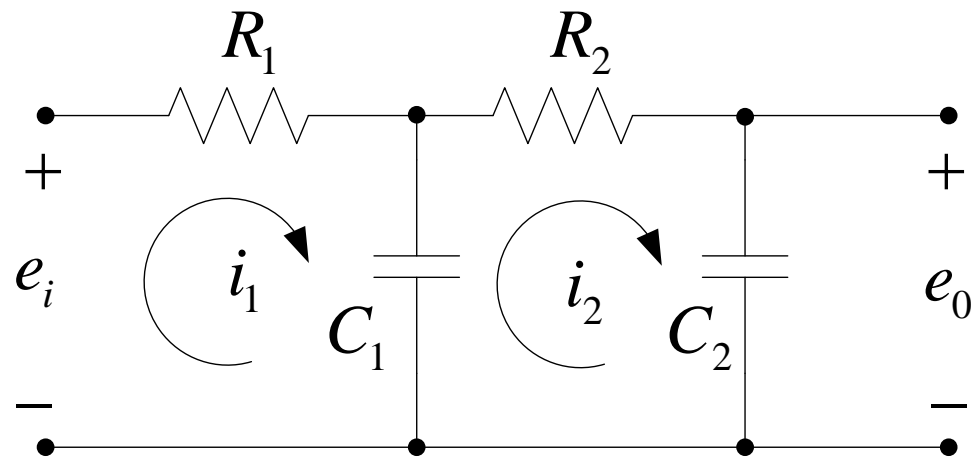 R₁ R₂
+ +
eᵢ i₁ C₁ i₂ C₂ e₀
− −